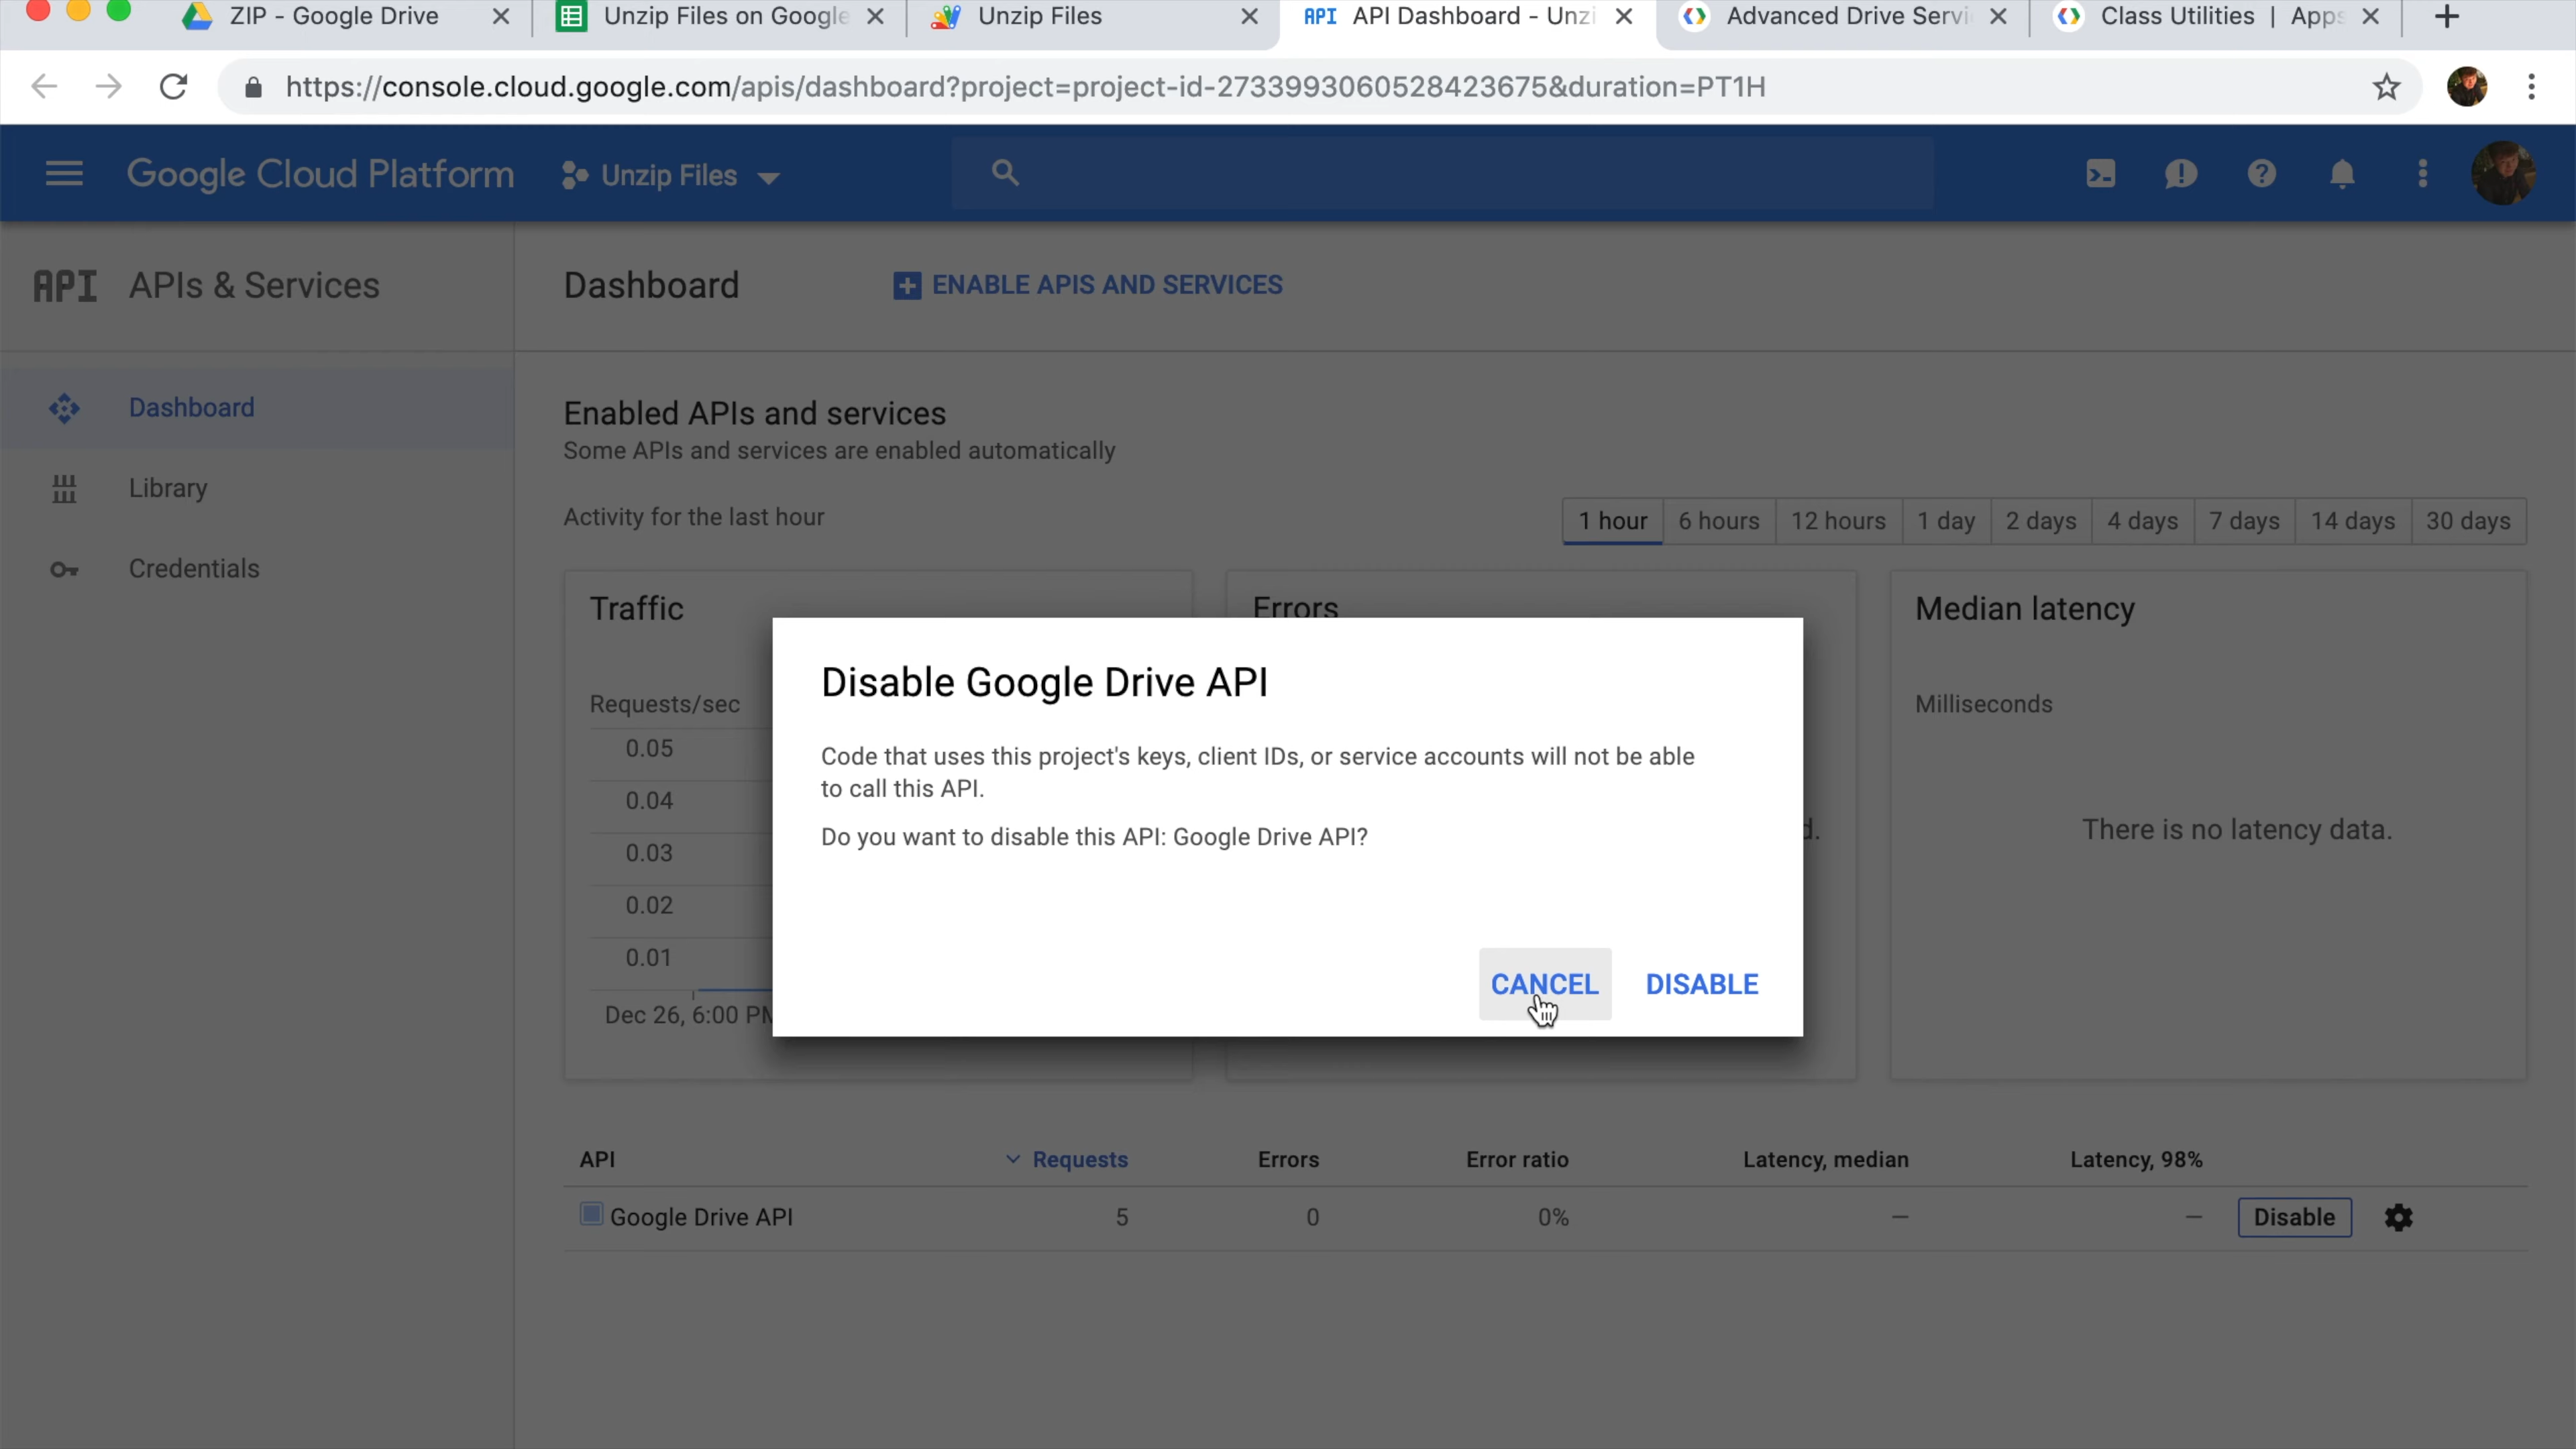 ZIP - Google Drive
Unzip Files on Google
Unzip Files
API API Dashboard - Unzi
Advanced Drive Servi
Class Utilities | Apps
https://console.cloud.google.com/apis/dashboard?project=project-id-2733993060528423675&duration=PT1H
Google Cloud Platform
Unzip Files
API APIs & Services
Dashboard
ENABLE APIS AND SERVICES
Dashboard
Library
Credentials
Enabled APIs and services
Some APIs and services are enabled automatically
Activity for the last hour
1 hour 6 hours 12 hours 1 day 2 days 4 days 7 days 14 days 30 days
Traffic
Requests/sec
0.05
0.04
0.03
0.02
0.01
Dec 26, 6:00 PM
Errors
d.
Median latency
Milliseconds
There is no latency data.
Disable Google Drive API
Code that uses this project's keys, client IDs, or service accounts will not be able
to call this API.
Do you want to disable this API: Google Drive API?
CANCEL DISABLE
API Requests Errors Error ratio Latency, median Latency, 98%
Google Drive API 5 0 0% — — Disable